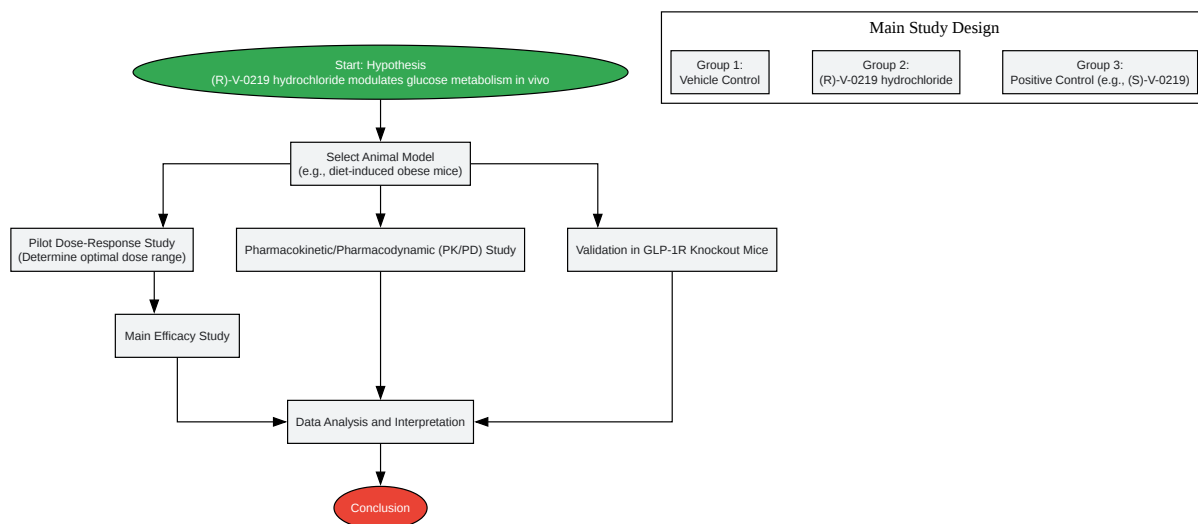 Start: Hypothesis
(R)-V-0219 hydrochloride modulates glucose metabolism in vivo
Select Animal Model
(e.g., diet-induced obese mice)
Pilot Dose-Response Study
(Determine optimal dose range)
Pharmacokinetic/Pharmacodynamic (PK/PD) Study
Validation in GLP-1R Knockout Mice
Main Efficacy Study
Data Analysis and Interpretation
Conclusion
Main Study Design
Group 1:
Vehicle Control
Group 2:
(R)-V-0219 hydrochloride
Group 3:
Positive Control (e.g., (S)-V-0219)